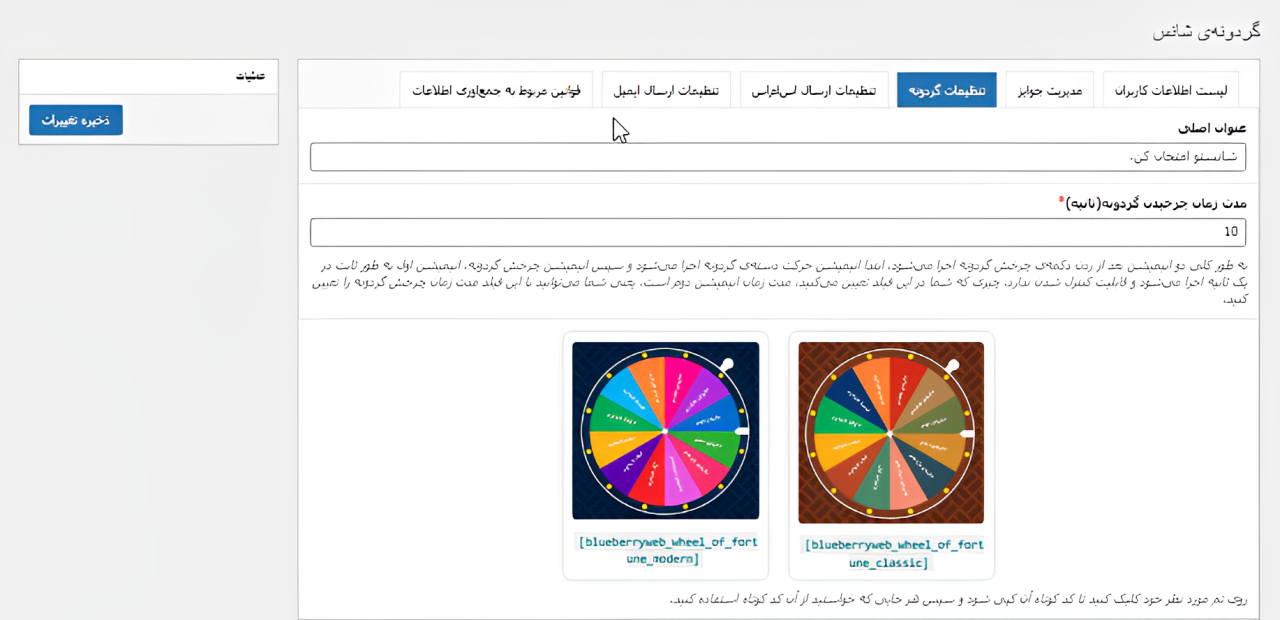 گردونه‌ی شانس
لیست اطلاعات کاربران
مدیریت جوایز
تنظیمات گردونه
تنظیمات ارسال اس‌ام‌اس
تنظیمات ارسال ایمیل
قوانین مربوط به جمع‌آوری اطلاعات
عملیات
ذخیره تغییرات
عنوان اصلی
شانستو امتحان کن.
مدت زمان چرخیدن گردونه(ثانیه)*
10
به طور کلی دو انیمیشن بعد از زدن دکمه‌ی چرخش گردونه اجرا می‌شود. ابتدا انیمیشن حرکت دسته‌ی گردونه اجرا می‌شود و سپس انیمیشن چرخش گردونه. انیمیشن اول به طور ثابت در
یک ثانیه اجرا می‌شود و قابلیت کنترل شدن ندارد. چیزی که شما در این فیلد تعیین می‌کنید، مدت زمان انیمیشن دوم است. یعنی شما می‌توانید با این فیلد مدت زمان چرخش گردونه را تعیین
کنید.
[blueberryweb_wheel_of_fort
une_classic]
[blueberryweb_wheel_of_fort
une_modern]
روی تم مورد نظر خود کلیک کنید تا کد کوتاه آن کپی شود و سپس هر جایی که خواستید از آن کد کوتاه استفاده کنید.